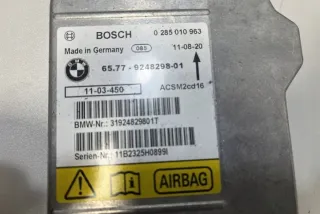 BOSCH 0 285 010 963
Made in Germany 085 11-08-20
65.77 - 9248298-01
11-03-450 ACSM2cd16
BMW-Nr.: 31924829801T
Serien-Nr.: 11B2325H0899I
AIRBAG